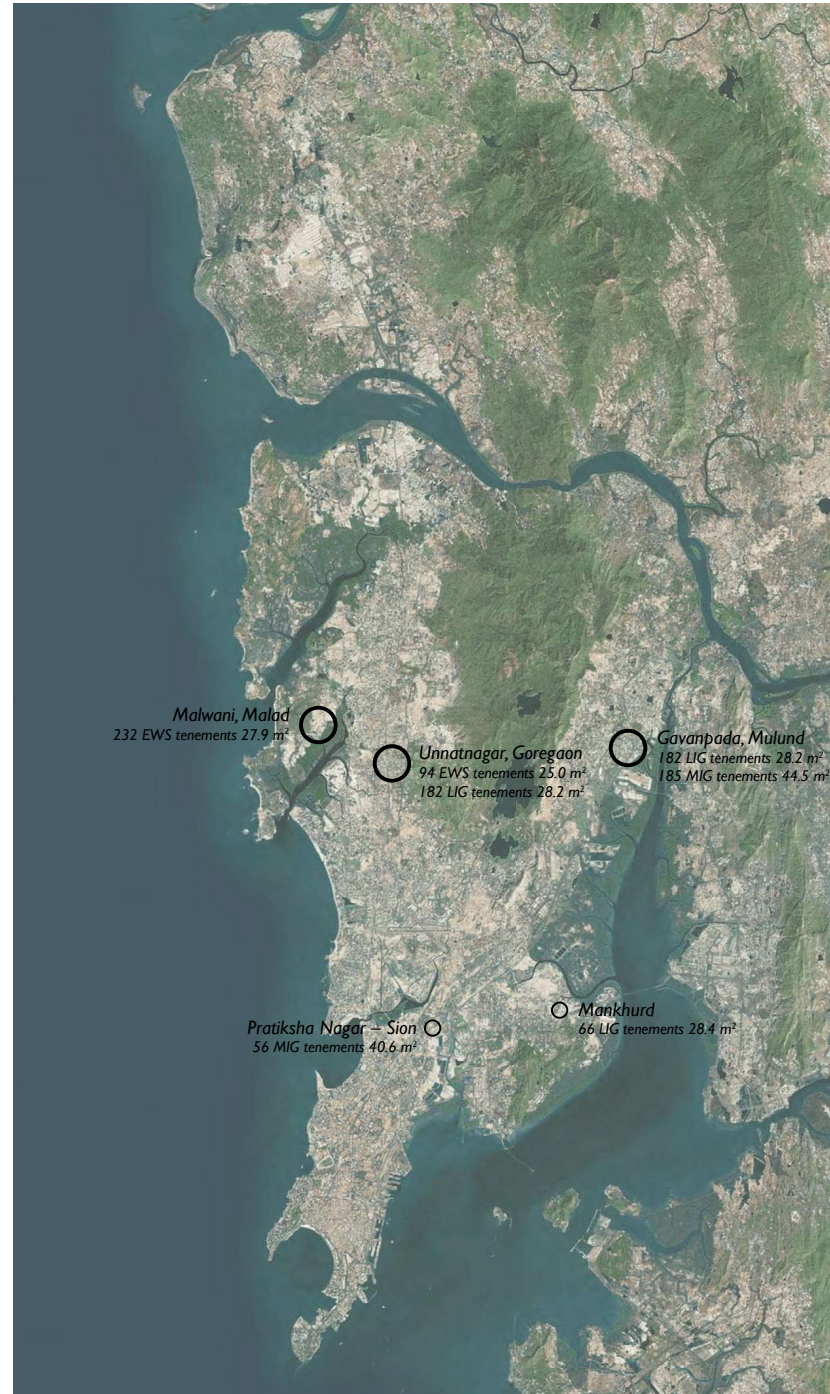 Malwani, Malad
232 EWS tenements 27.9 m²
Unnatnagar, Goregaon
94 EWS tenements 25.0 m²
182 LIG tenements 28.2 m²
Gavanpada, Mulund
182 LIG tenements 28.2 m²
185 MIG tenements 44.5 m²
Mankhurd
66 LIG tenements 28.4 m²
Pratiksha Nagar – Sion
56 MIG tenements 40.6 m²